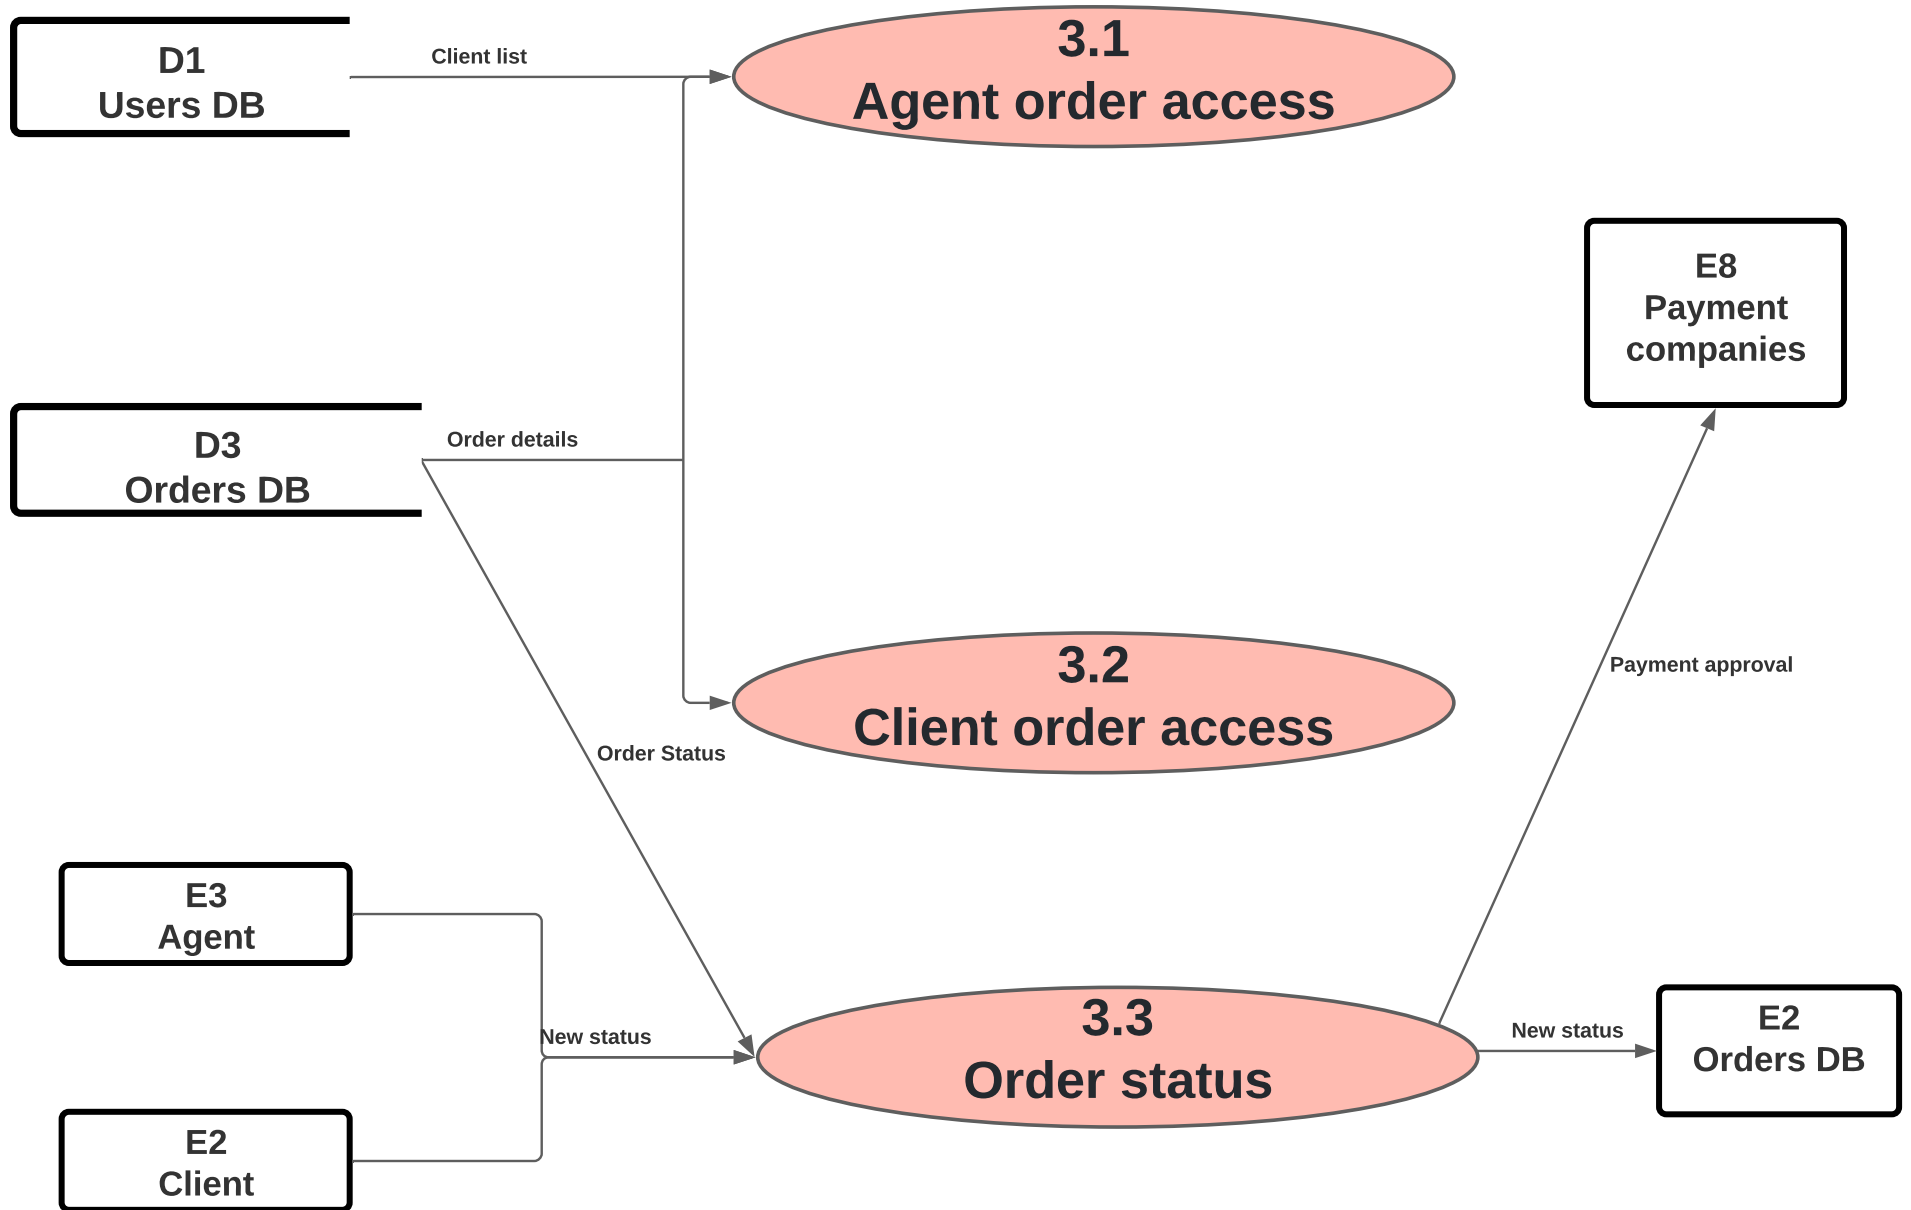 D1
Users DB
Client list
3.1
Agent order access
E8
Payment
companies
D3
Orders DB
Order details
3.2
Client order access
Payment approval
Order Status
E3
Agent
New status
3.3
Order status
New status
E2
Orders DB
E2
Client